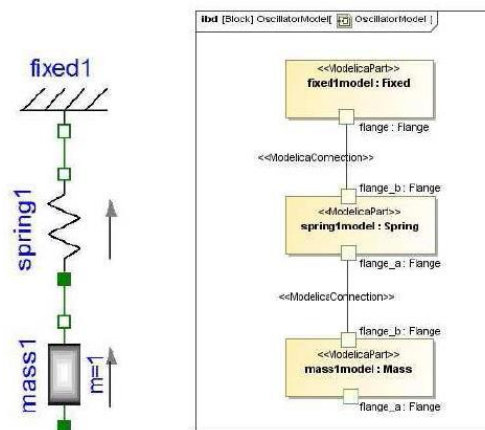 fixed1
spring1
mass1
m=1
ibd [Block] OscillatorModel[ OscillatorModel ]
<<ModelicaPart>>
fixed1model : Fixed
flange : Flange
<<ModelicaConnection>>
flange_b : Flange
<<ModelicaPart>>
spring1model : Spring
flange_a : Flange
<<ModelicaConnection>>
flange_b : Flange
<<ModelicaPart>>
mass1model : Mass
flange_a : Flange